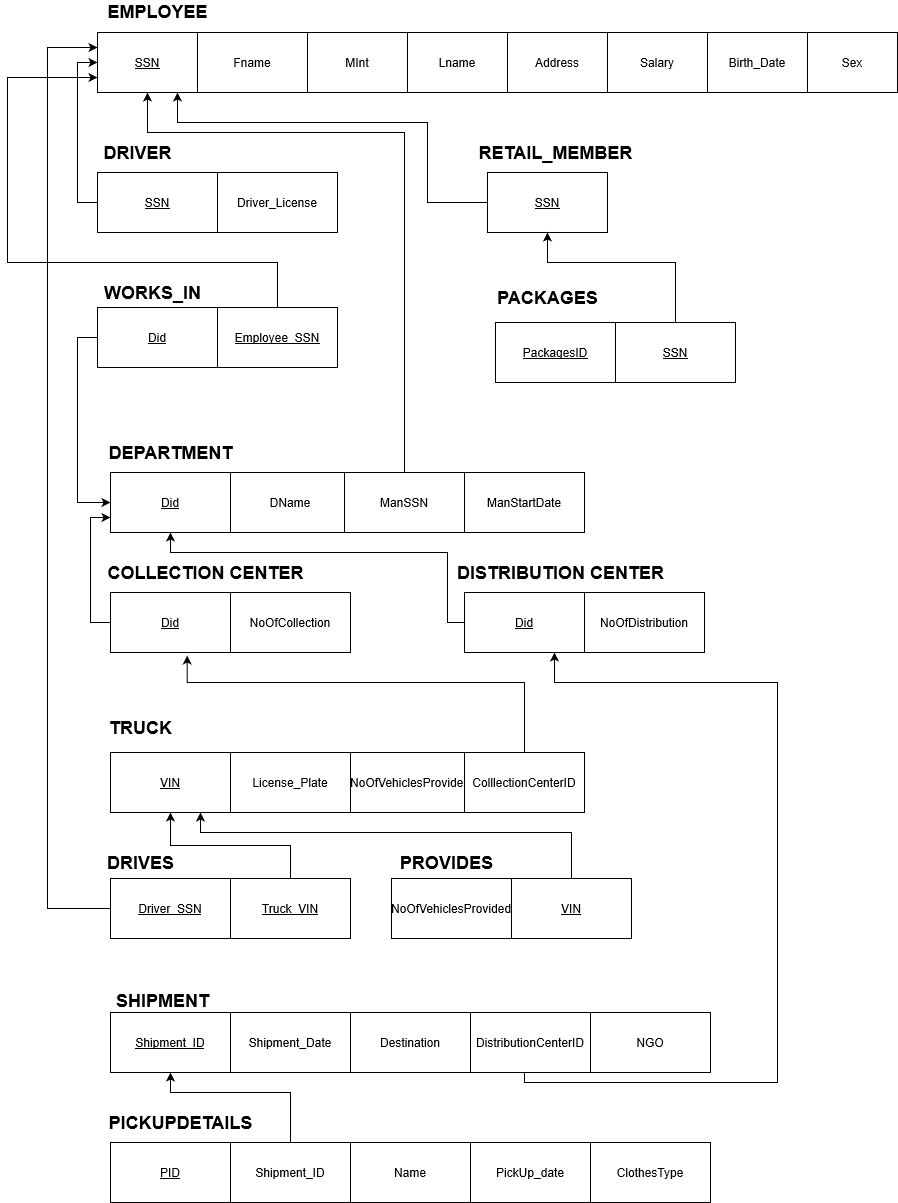 EMPLOYEE
SSN Fname MInt Lname Address Salary Birth_Date Sex
DRIVER
SSN Driver_License
RETAIL_MEMBER
SSN
WORKS_IN
Did Employee_SSN
PACKAGES
PackagesID SSN
DEPARTMENT
Did DName ManSSN ManStartDate
COLLECTION CENTER
Did NoOfCollection
DISTRIBUTION CENTER
Did NoOfDistribution
TRUCK
VIN License_Plate NoOfVehiclesProvide ColllectionCenterID
DRIVES
Driver_SSN Truck_VIN
PROVIDES
NoOfVehiclesProvided VIN
SHIPMENT
Shipment_ID Shipment_Date Destination DistributionCenterID NGO
PICKUPDETAILS
PID Shipment_ID Name PickUp_date ClothesType